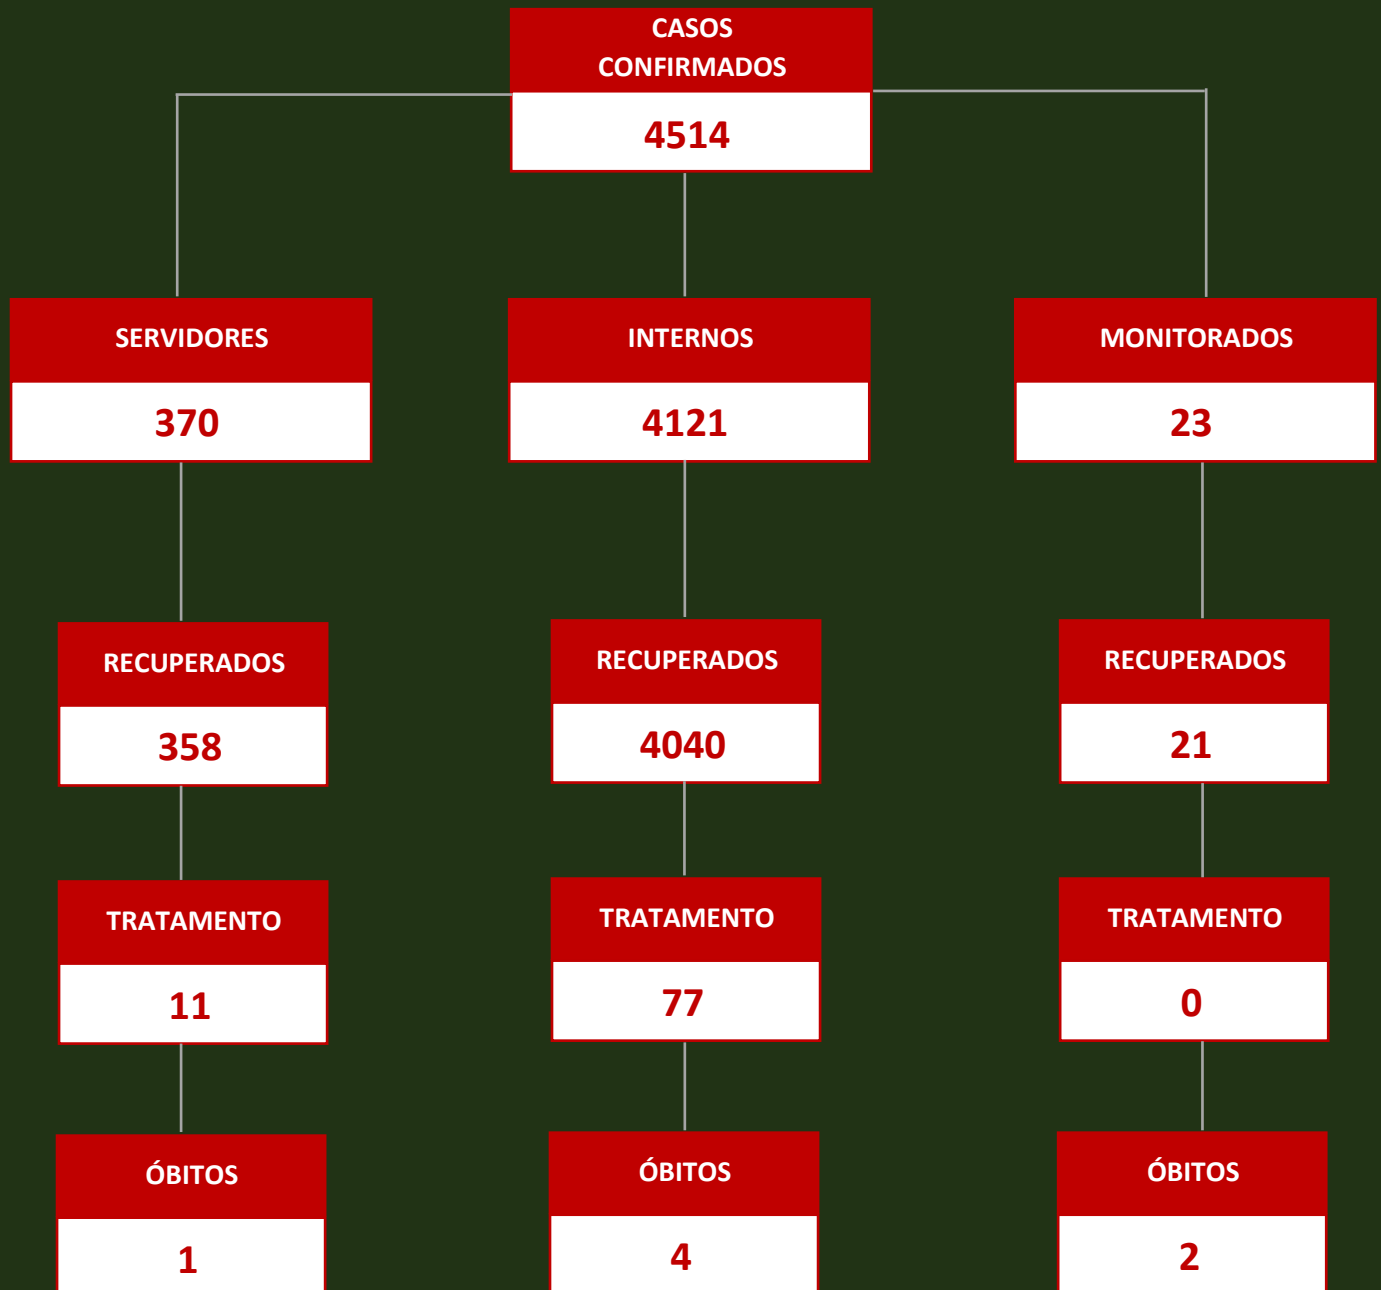 CASOS
CONFIRMADOS
4514
SERVIDORES
370
INTERNOS
4121
MONITORADOS
23
RECUPERADOS
358
RECUPERADOS
4040
RECUPERADOS
21
TRATAMENTO
11
TRATAMENTO
77
TRATAMENTO
0
ÓBITOS
1
ÓBITOS
4
ÓBITOS
2